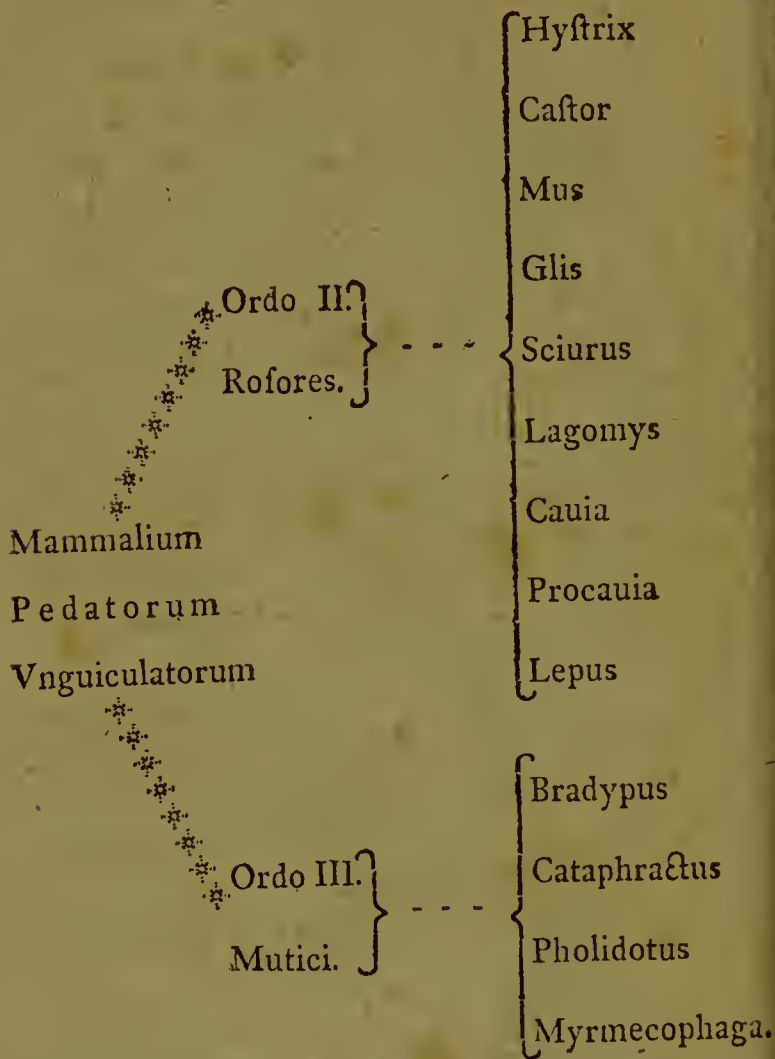 Hyſtrix
Caſtor
Mus
Glis
Ordo II.
Roſores.
Sciurus
Lagomys
Cauia
Procauia
Lepus
Mammalium
Pedatorum
Vnguiculatorum
Ordo III.
Mutici.
Bradypus
Cataphractus
Pholidotus
Myrmecophaga.